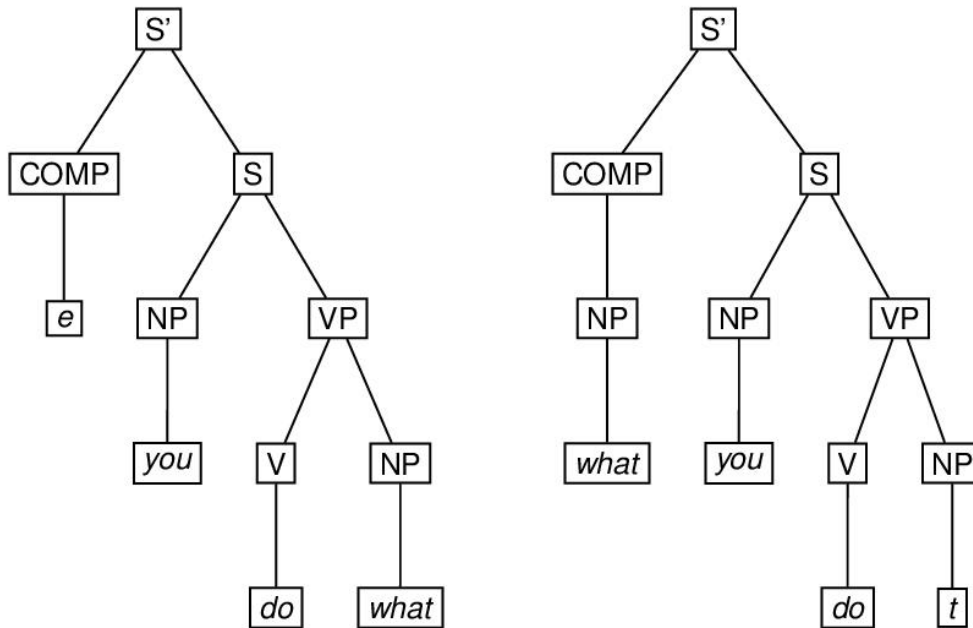 S' S'
COMP S COMP S
e NP VP NP NP VP
you V NP what you V NP
do what do t